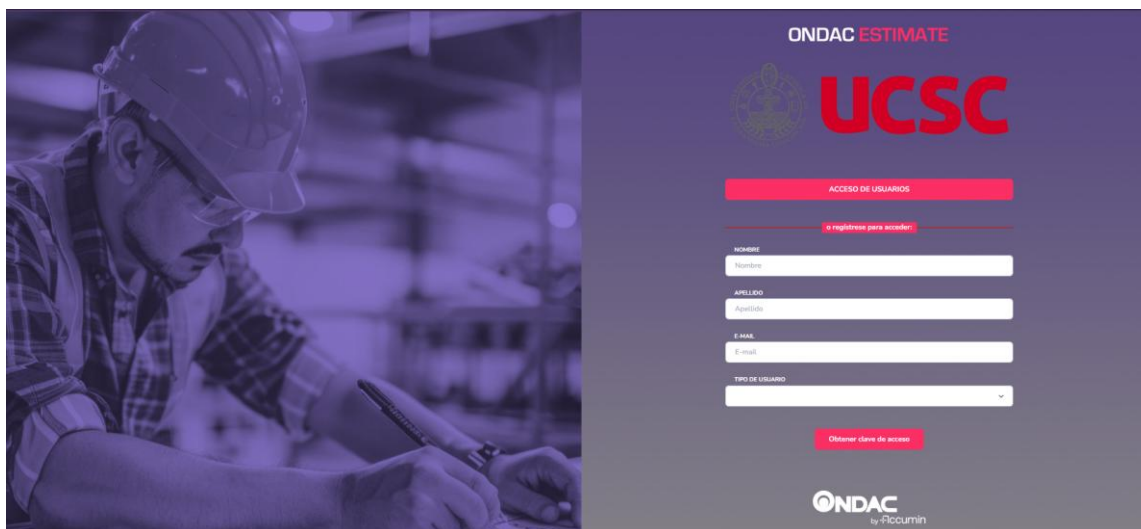 ONDAC ESTIMATE
UCSC
ACCESO DE USUARIOS
o regístrese para acceder:
NOMBRE
Nombre
APELLIDO
Apellido
E-MAIL
E-mail
TIPO DE USUARIO
Obtener clave de acceso
ONDAC
by Accumin